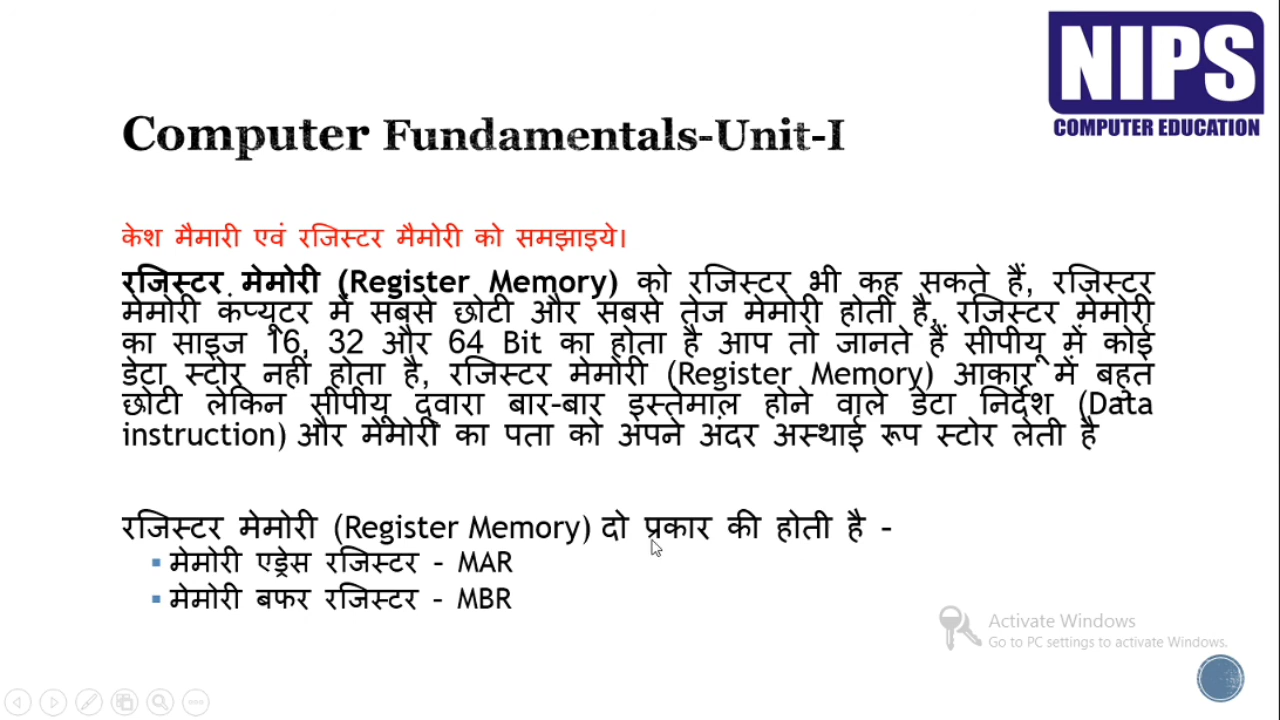 NIPS
COMPUTER EDUCATION
Computer Fundamentals-Unit-I
केश मैमारी एवं रजिस्टर मैमोरी को समझाइये।
रजिस्टर मेमोरी (Register Memory) को रजिस्टर भी कह सकते हैं, रजिस्टर
मेमोरी कंप्यूटर में सबसे छोटी और सबसे तेज मेमोरी होती है, रजिस्टर मेमोरी
का साइज 16, 32 और 64 Bit का होता है आप तो जानते हैं सीपीयू में कोई
डेटा स्टोर नही होता है, रजिस्टर मेमोरी (Register Memory) आकार में बहुत
छोटी लेकिन सीपीयू द्वारा बार-बार इस्तेमाल होने वाले डेटा निर्देश (Data
instruction) और मेमोरी का पता को अपने अंदर अस्थाई रूप स्टोर लेती है
रजिस्टर मेमोरी (Register Memory) दो प्रकार की होती है -
▪ मेमोरी एड्रेस रजिस्टर - MAR
▪ मेमोरी बफर रजिस्टर - MBR
Activate Windows
Go to PC settings to activate Windows.